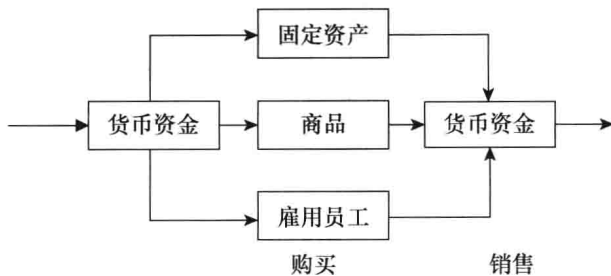 固定资产
货币资金
商品
货币资金
雇用员工
购买
销售